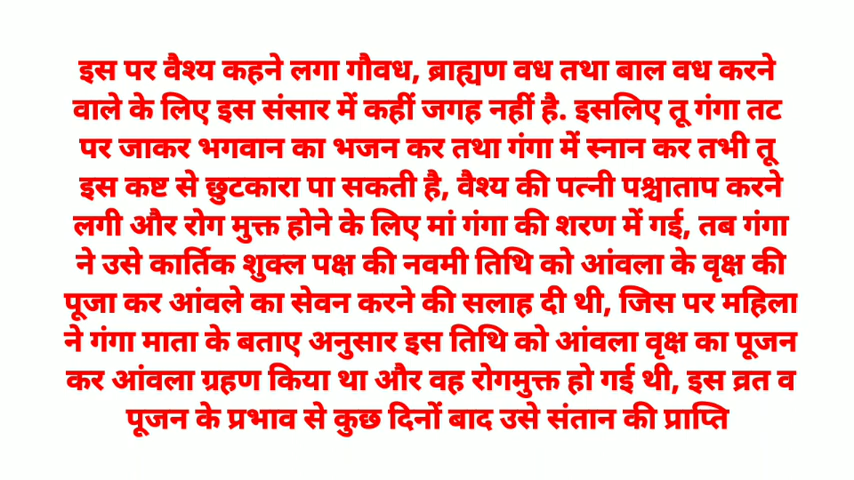 इस पर वैश्य कहने लगा गौवध, ब्राह्यण वध तथा बाल वध करने
वाले के लिए इस संसार में कहीं जगह नहीं है. इसलिए तू गंगा तट
पर जाकर भगवान का भजन कर तथा गंगा में स्नान कर तभी तू
इस कष्ट से छुटकारा पा सकती है, वैश्य की पत्नी पश्चाताप करने
लगी और रोग मुक्त होने के लिए मां गंगा की शरण में गई, तब गंगा
ने उसे कार्तिक शुक्ल पक्ष की नवमी तिथि को आंवला के वृक्ष की
पूजा कर आंवले का सेवन करने की सलाह दी थी, जिस पर महिला
ने गंगा माता के बताए अनुसार इस तिथि को आंवला वृक्ष का पूजन
कर आंवला ग्रहण किया था और वह रोगमुक्त हो गई थी, इस व्रत व
पूजन के प्रभाव से कुछ दिनों बाद उसे संतान की प्राप्ति